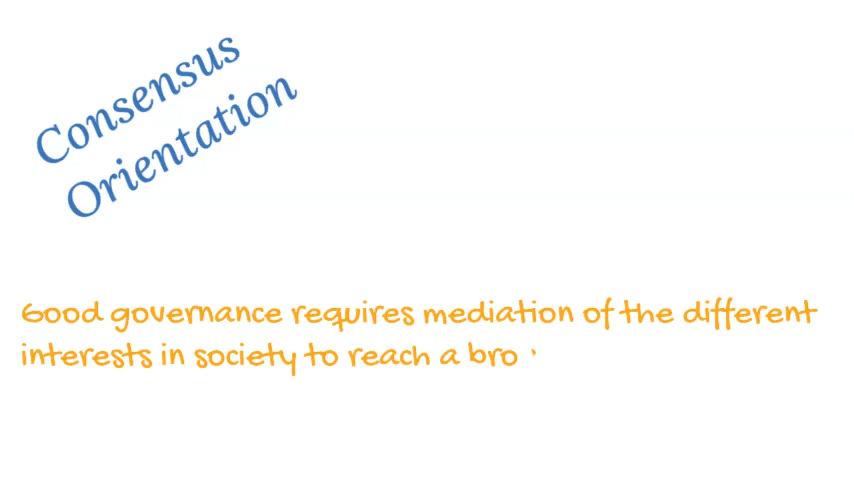 Consensus
Orientation
Good governance requires mediation of the different
interests in society to reach a bro